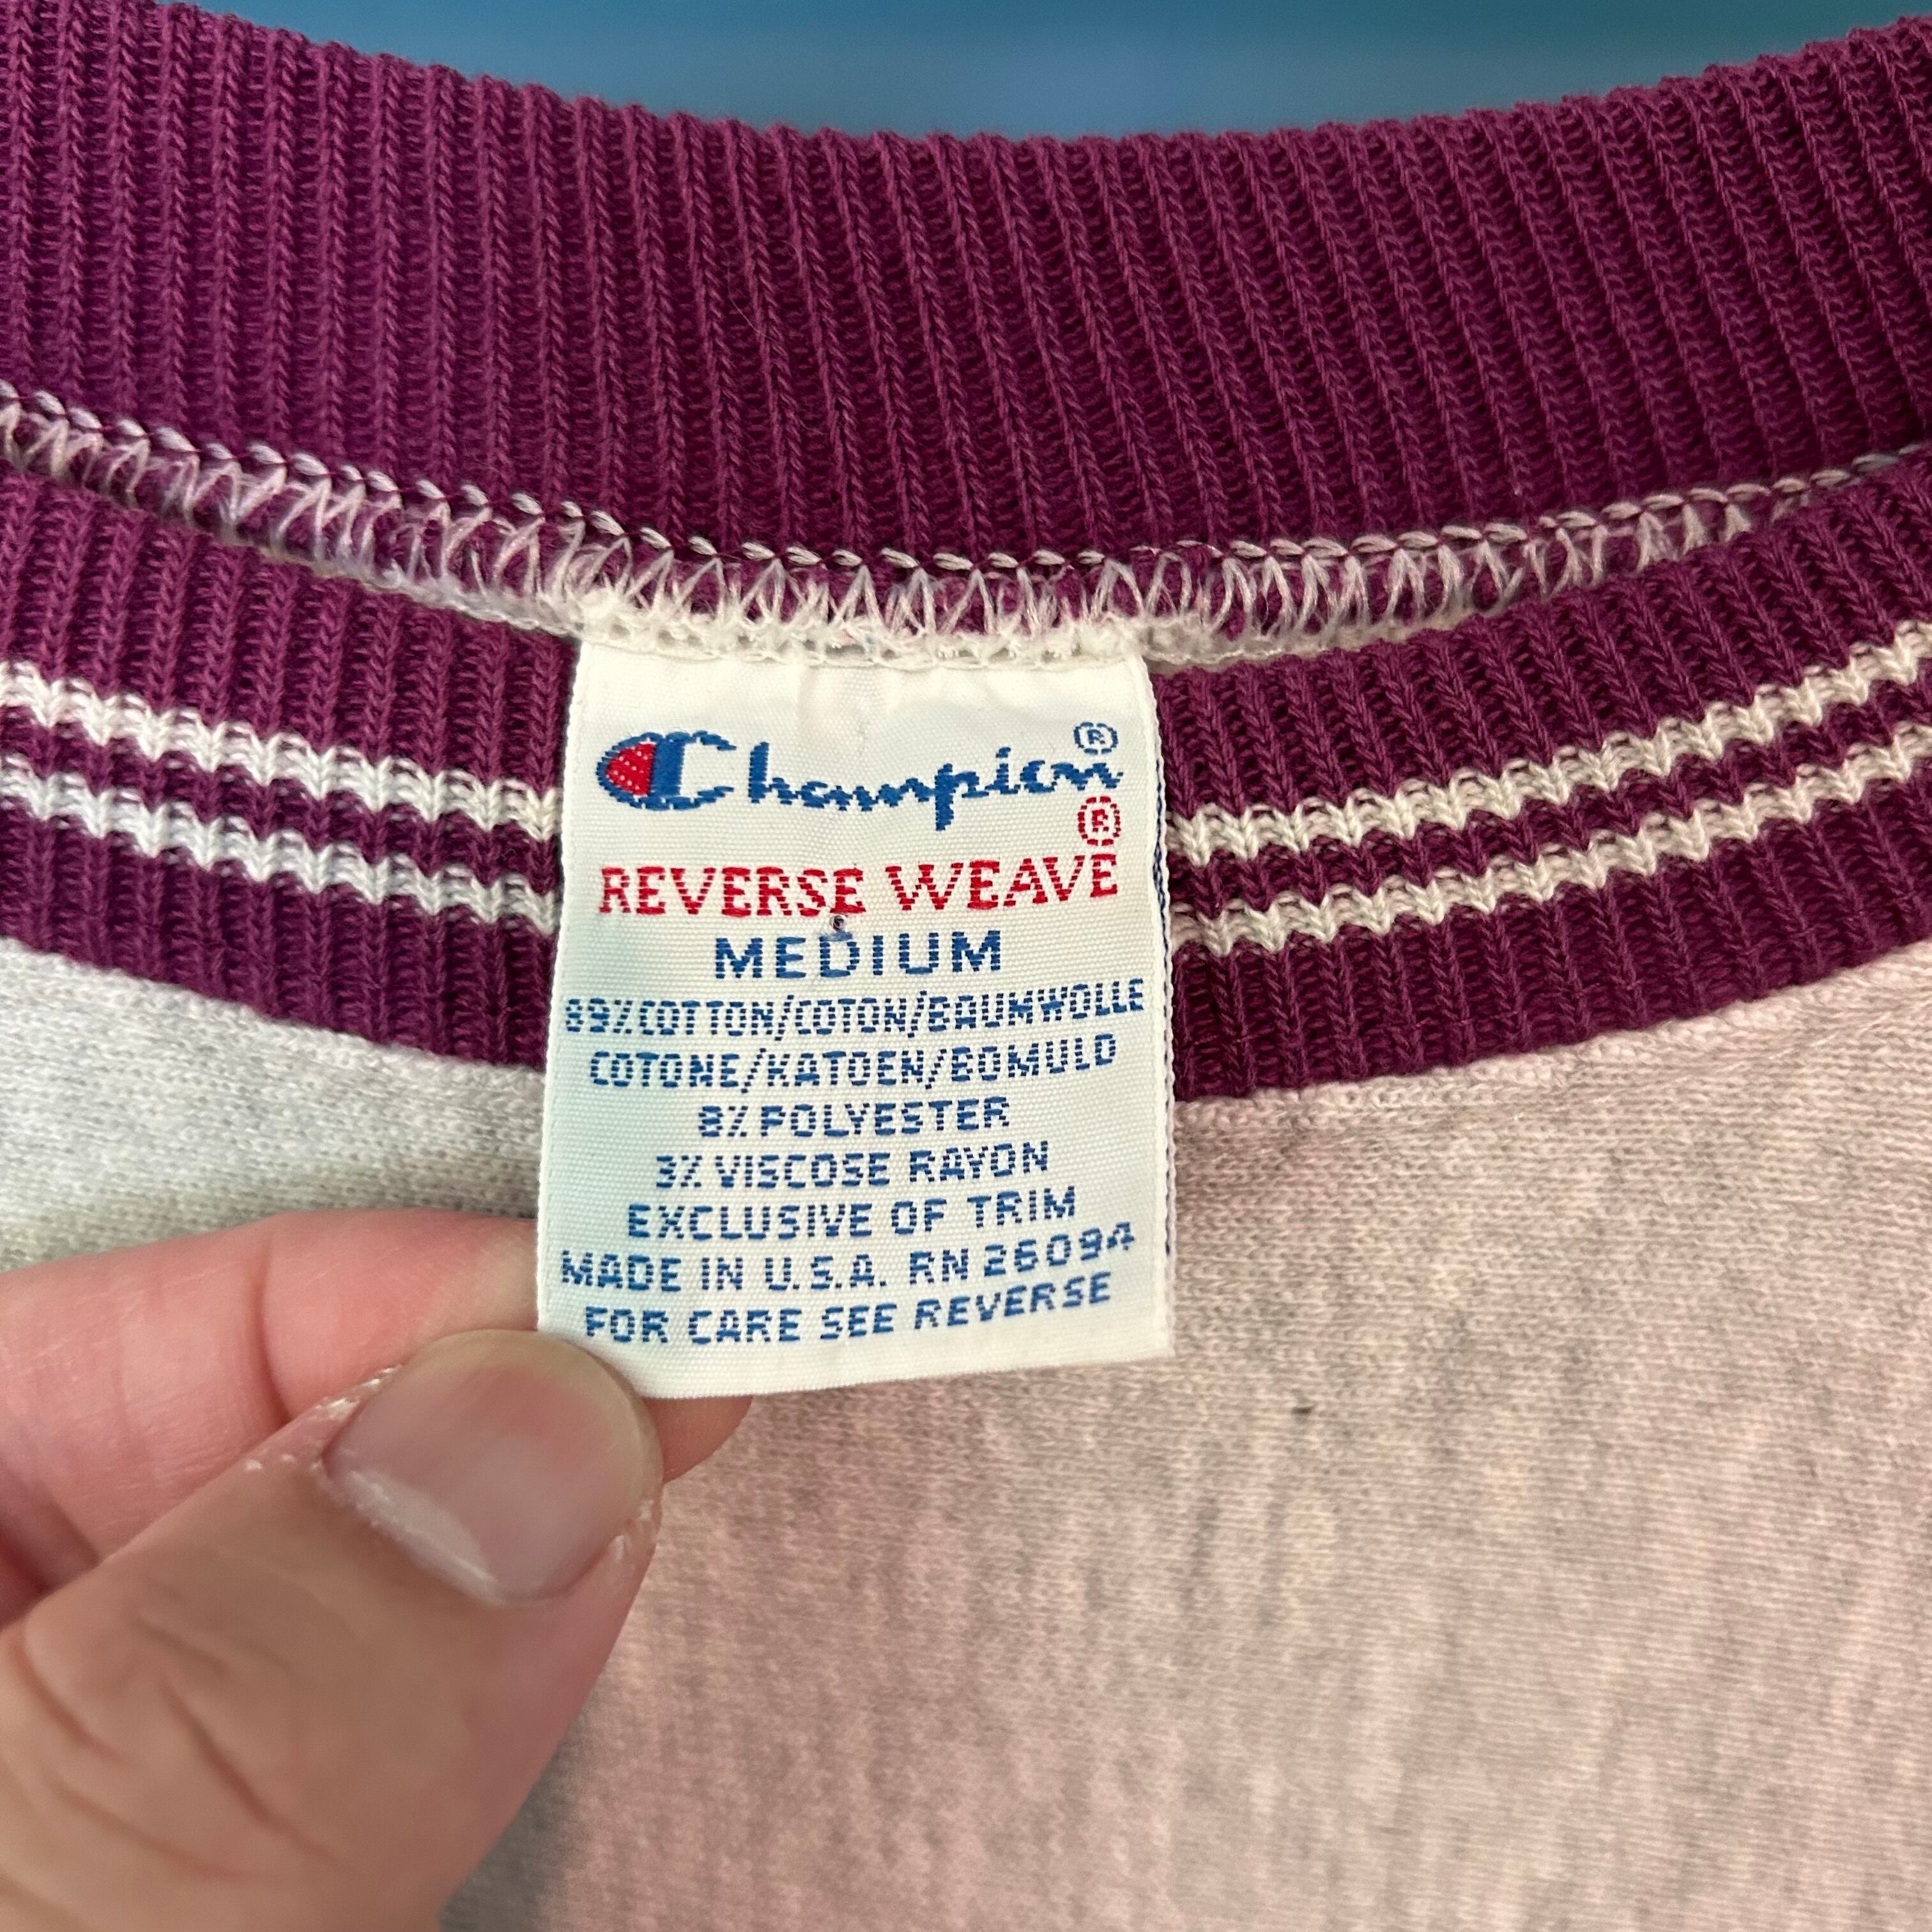 Champion®
®
REVERSE WEAVE
MEDIUM
89% COTTON/COTON/BAUMWOLLE
COTONE/KATOEN/BOMULD
8% POLYESTER
3% VISCOSE RAYON
EXCLUSIVE OF TRIM
MADE IN U.S.A. RN 26094
FOR CARE SEE REVERSE